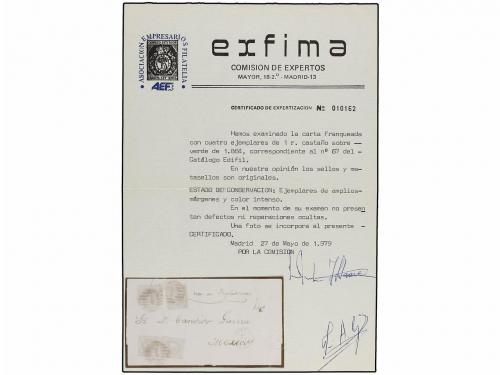 ASOCIACION EMPRESARIOS FILATELIA
AEF
exfima
COMISION DE EXPERTOS
MAYOR, 18-2.º - MADRID-13
CERTIFICADO DE EXPERTIZACION Nº 010162
Hemos examinado la carta franqueada
con cuatro ejemplares de 1 r. castaño sobre
verde de 1.864, correspondiente al nº 67 del -
Catálogo Edifil.
En nuestra opinión los sellos y ma-
tasellos son originales.
ESTADO DE CONSERVACION: Ejemplares de amplios-
márgenes y color intenso.
En el momento de su examen no presen
tan defectos ni reparaciones ocultas.
Una foto se incorpora al presente -
CERTIFICADO.
Madrid 27 de Mayo de 1.979
POR LA COMISION